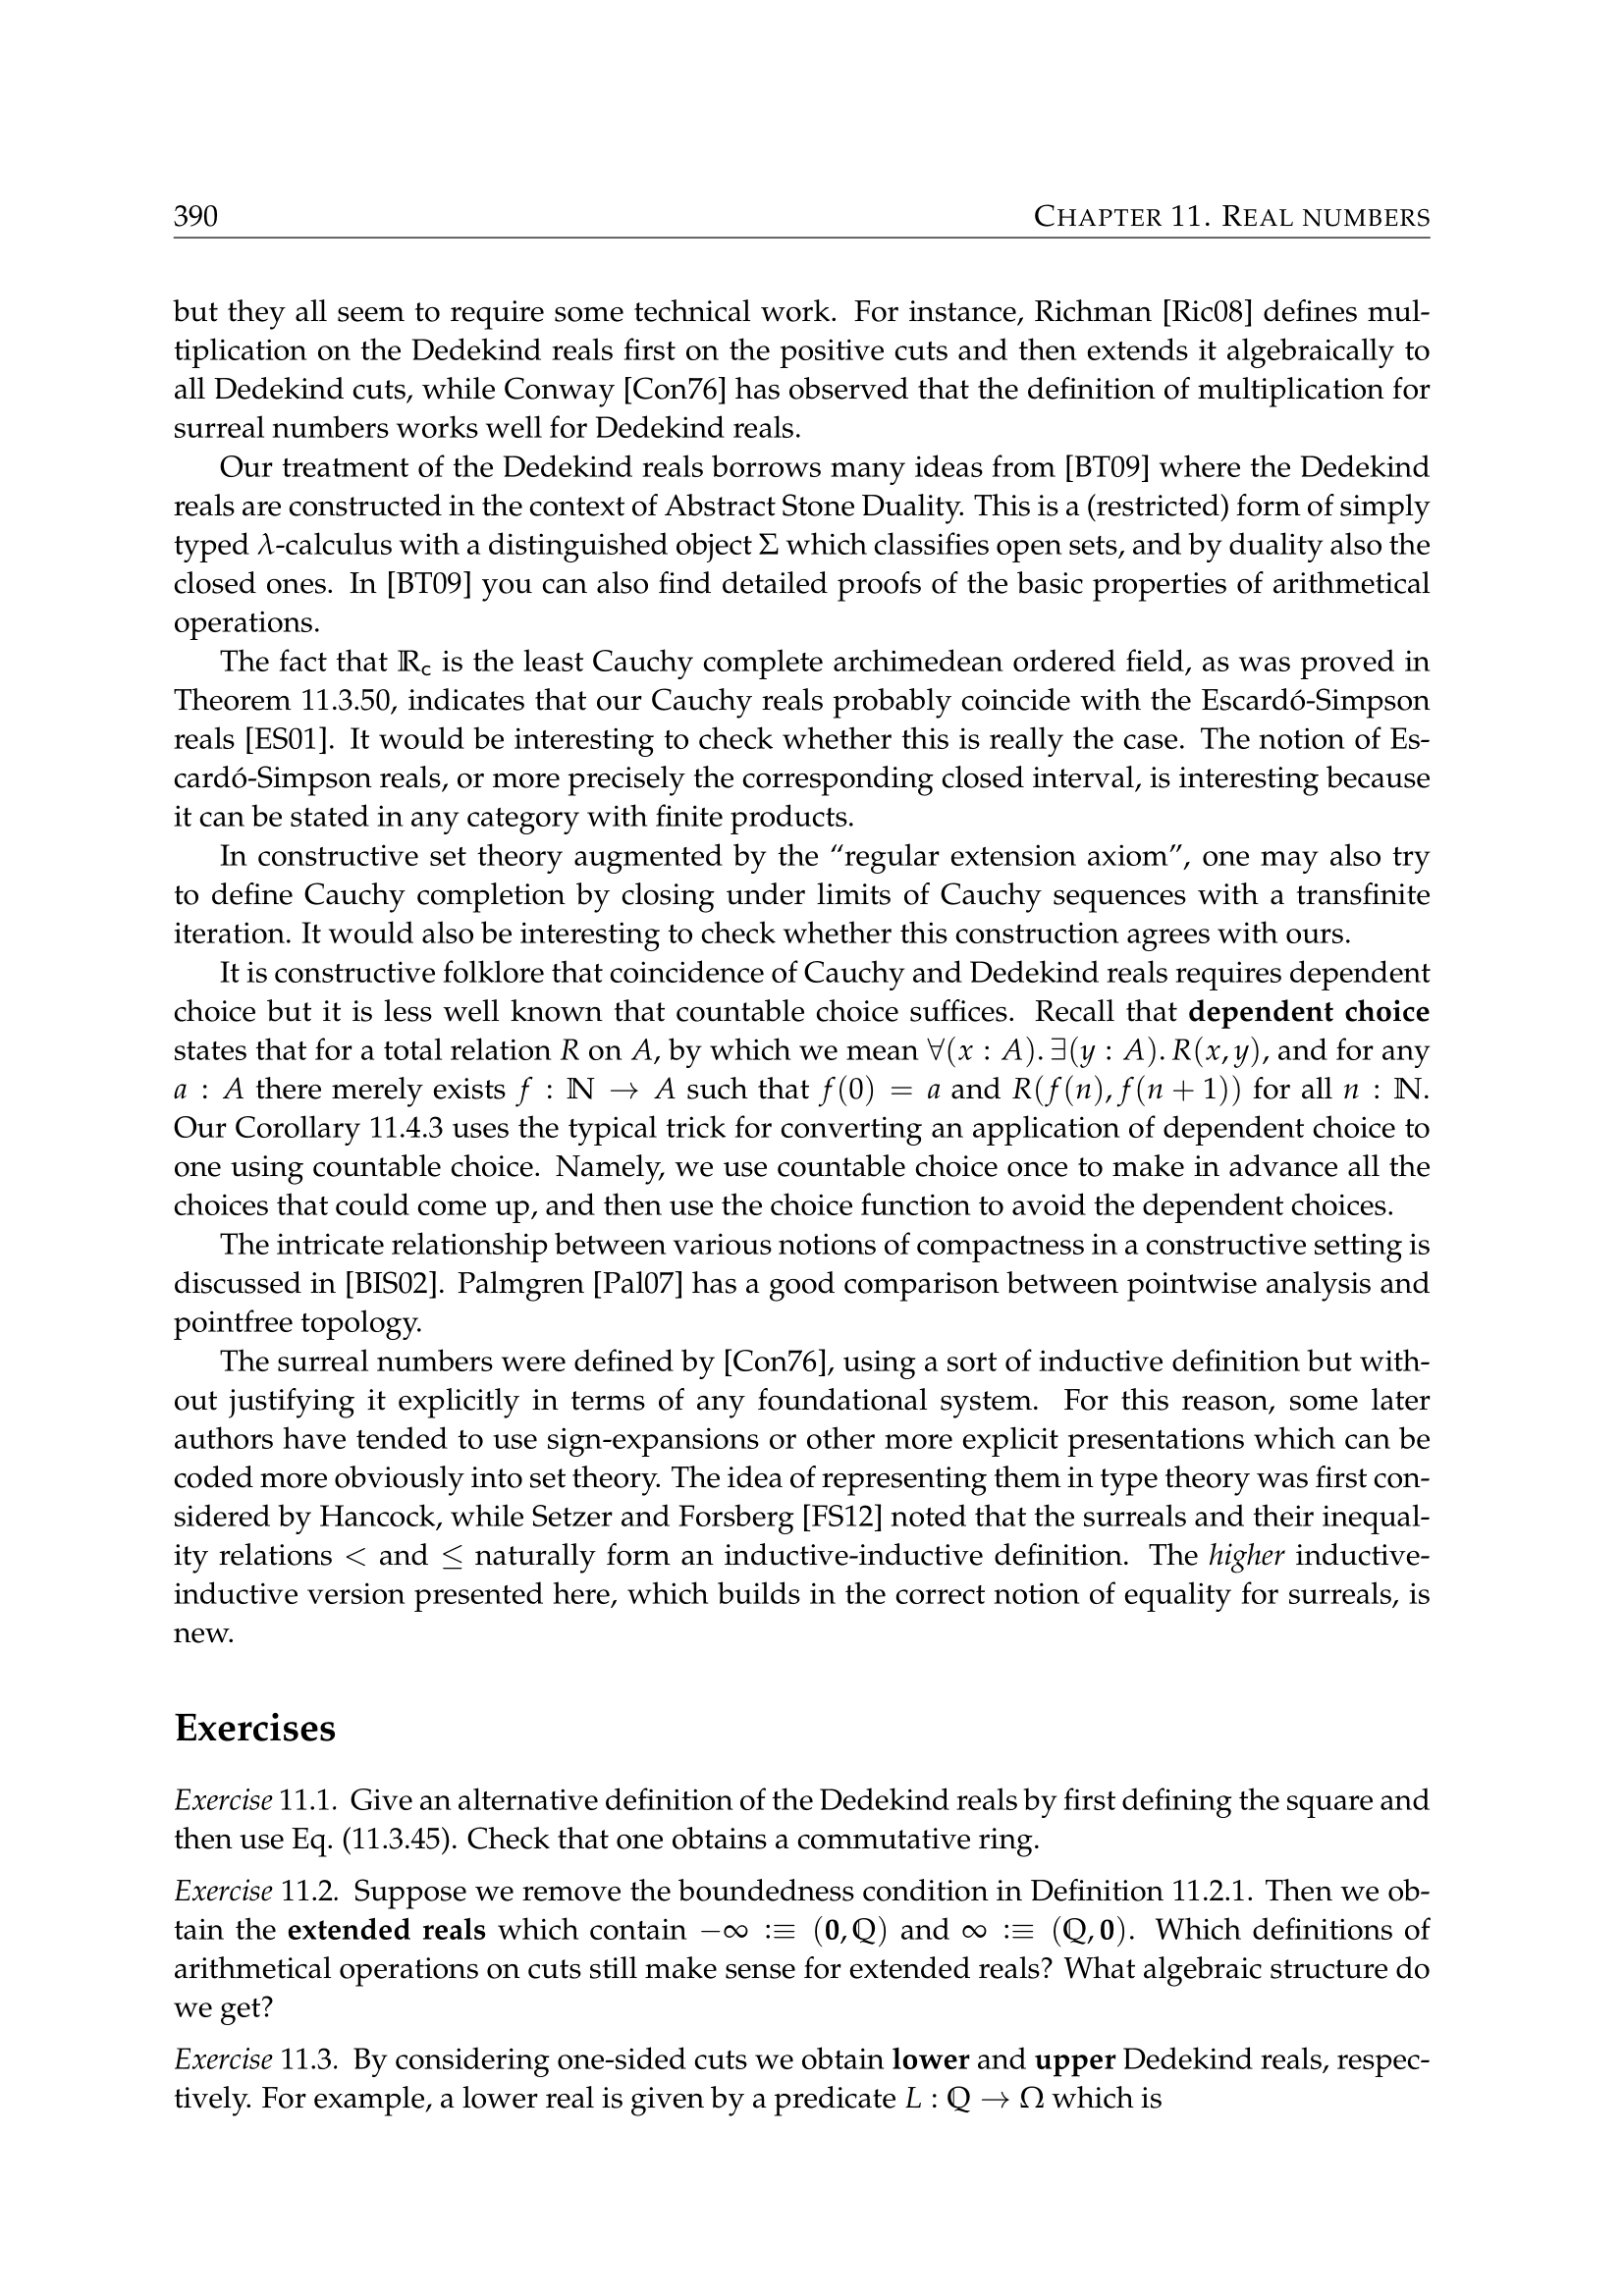 390 CHAPTER 11. REAL NUMBERS
but they all seem to require some technical work. For instance, Richman [Ric08] defines mul-
tiplication on the Dedekind reals first on the positive cuts and then extends it algebraically to
all Dedekind cuts, while Conway [Con76] has observed that the definition of multiplication for
surreal numbers works well for Dedekind reals.
Our treatment of the Dedekind reals borrows many ideas from [BT09] where the Dedekind
reals are constructed in the context of Abstract Stone Duality. This is a (restricted) form of simply
typed λ-calculus with a distinguished object Σ which classifies open sets, and by duality also the
closed ones. In [BT09] you can also find detailed proofs of the basic properties of arithmetical
operations.
The fact that ℝc is the least Cauchy complete archimedean ordered field, as was proved in
Theorem 11.3.50, indicates that our Cauchy reals probably coincide with the Escardó-Simpson
reals [ES01]. It would be interesting to check whether this is really the case. The notion of Es-
cardó-Simpson reals, or more precisely the corresponding closed interval, is interesting because
it can be stated in any category with finite products.
In constructive set theory augmented by the “regular extension axiom”, one may also try
to define Cauchy completion by closing under limits of Cauchy sequences with a transfinite
iteration. It would also be interesting to check whether this construction agrees with ours.
It is constructive folklore that coincidence of Cauchy and Dedekind reals requires dependent
choice but it is less well known that countable choice suffices. Recall that dependent choice
states that for a total relation R on A, by which we mean ∀(x : A). ∃(y : A). R(x, y), and for any
a : A there merely exists f : ℕ → A such that f(0) = a and R(f(n), f(n + 1)) for all n : ℕ.
Our Corollary 11.4.3 uses the typical trick for converting an application of dependent choice to
one using countable choice. Namely, we use countable choice once to make in advance all the
choices that could come up, and then use the choice function to avoid the dependent choices.
The intricate relationship between various notions of compactness in a constructive setting is
discussed in [BIS02]. Palmgren [Pal07] has a good comparison between pointwise analysis and
pointfree topology.
The surreal numbers were defined by [Con76], using a sort of inductive definition but with-
out justifying it explicitly in terms of any foundational system. For this reason, some later
authors have tended to use sign-expansions or other more explicit presentations which can be
coded more obviously into set theory. The idea of representing them in type theory was first con-
sidered by Hancock, while Setzer and Forsberg [FS12] noted that the surreals and their inequal-
ity relations < and ≤ naturally form an inductive-inductive definition. The higher inductive-
inductive version presented here, which builds in the correct notion of equality for surreals, is
new.
Exercises
Exercise 11.1. Give an alternative definition of the Dedekind reals by first defining the square and
then use Eq. (11.3.45). Check that one obtains a commutative ring.
Exercise 11.2. Suppose we remove the boundedness condition in Definition 11.2.1. Then we ob-
tain the extended reals which contain −∞ :≡ (0, ℚ) and ∞ :≡ (ℚ, 0). Which definitions of
arithmetical operations on cuts still make sense for extended reals? What algebraic structure do
we get?
Exercise 11.3. By considering one-sided cuts we obtain lower and upper Dedekind reals, respec-
tively. For example, a lower real is given by a predicate L : ℚ → Ω which is